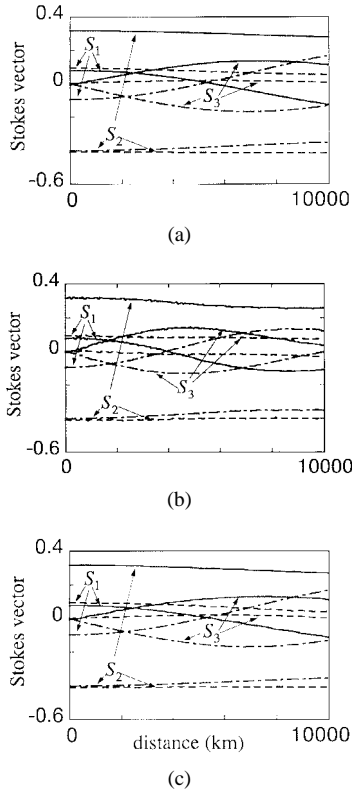 0.4
S1
Stokes vector
0
S3
S2
-0.6
10000
(a)
0.4
S1
Stokes vector
0
S3
S2
-0.6
0
10000
(b)
0.4
S1
Stokes vector
0
S3
S2
-0.6
0
distance (km)
10000
(c)